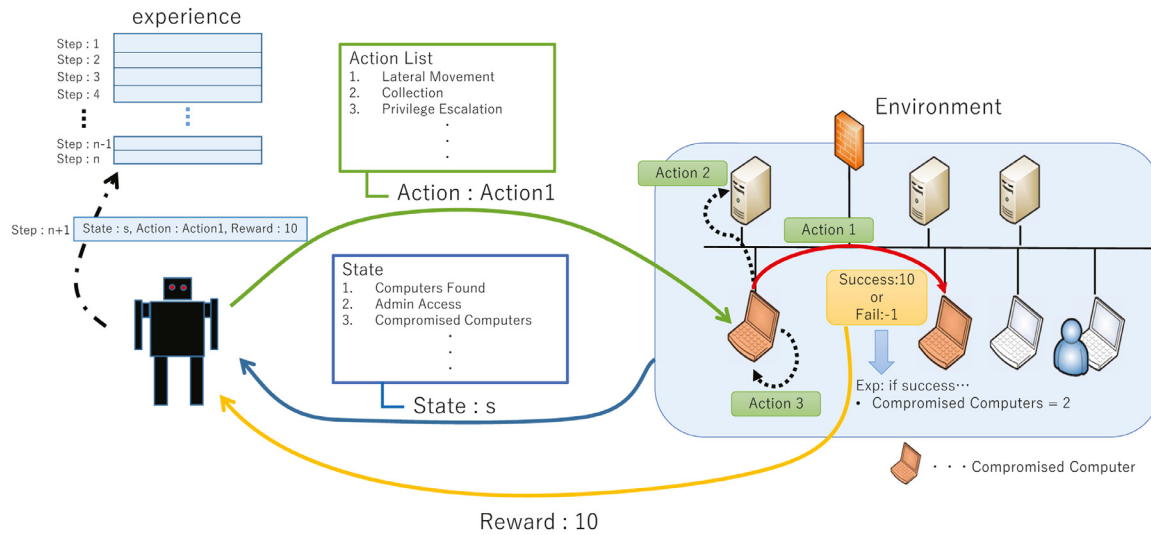 experience
Step : 1
Step : 2
Step : 3
Step : 4
Step : n-1
Step : n
Step : n+1
State : s, Action : Action1, Reward : 10
Action List
1. Lateral Movement
2. Collection
3. Privilege Escalation
Action : Action1
State
1. Computers Found
2. Admin Access
3. Compromised Computers
State : s
Reward : 10
Environment
Action 2
Action 1
Success:10
or
Fail:-1
Action 3
Exp: if success…
• Compromised Computers = 2
・・・Compromised Computer